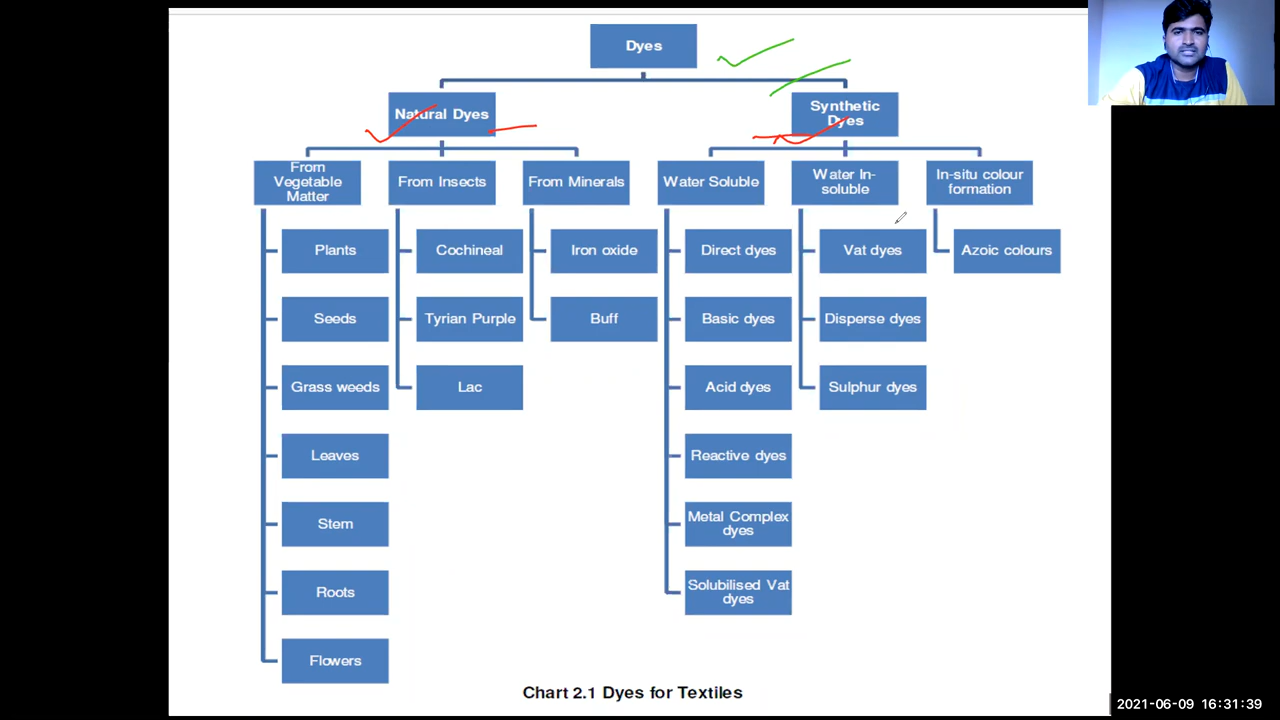 Dyes
Natural Dyes
Synthetic
Dyes
From
Vegetable
Matter
From Insects
From Minerals
Water Soluble
Water In-
soluble
In-situ colour
formation
Plants
Cochineal
Iron oxide
Direct dyes
Vat dyes
Azoic colours
Seeds
Tyrian Purple
Buff
Basic dyes
Disperse dyes
Grass weeds
Lac
Acid dyes
Sulphur dyes
Leaves
Reactive dyes
Stem
Metal Complex
dyes
Roots
Solubilised Vat
dyes
Flowers
Chart 2.1 Dyes for Textiles
2021-06-09 16:31:39